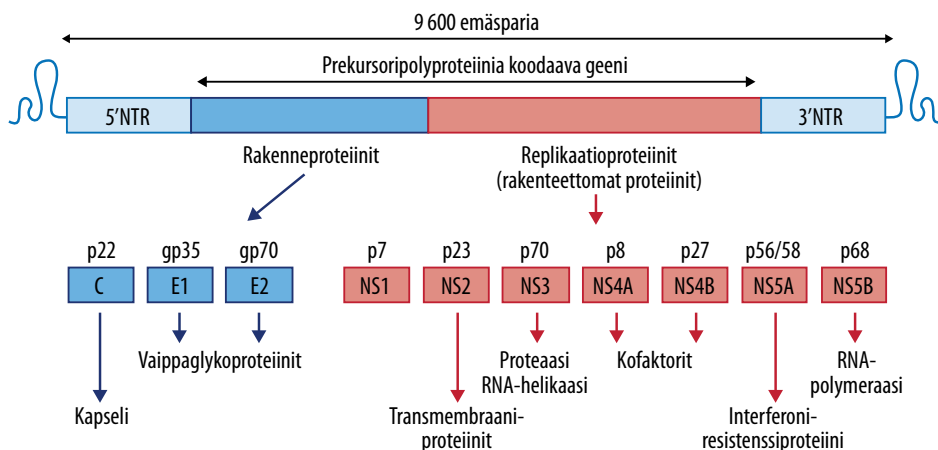 9 600 emäsparia
Prekursoripolyproteiinia koodaava geeni
5’NTR
3’NTR
Rakenneproteiinit
Replikaatioproteiinit
(rakenteettomat proteiinit)
p22 gp35 gp70 p7 p23 p70 p8 p27 p56/58 p68
C E1 E2 NS1 NS2 NS3 NS4A NS4B NS5A NS5B
Vaippaglykoproteiinit
Proteaasi
RNA-helikaasi
Kofaktorit
RNA-
polymeraasi
Kapseli
Transmembraani-
proteiinit
Interferoni-
resistenssiproteiini